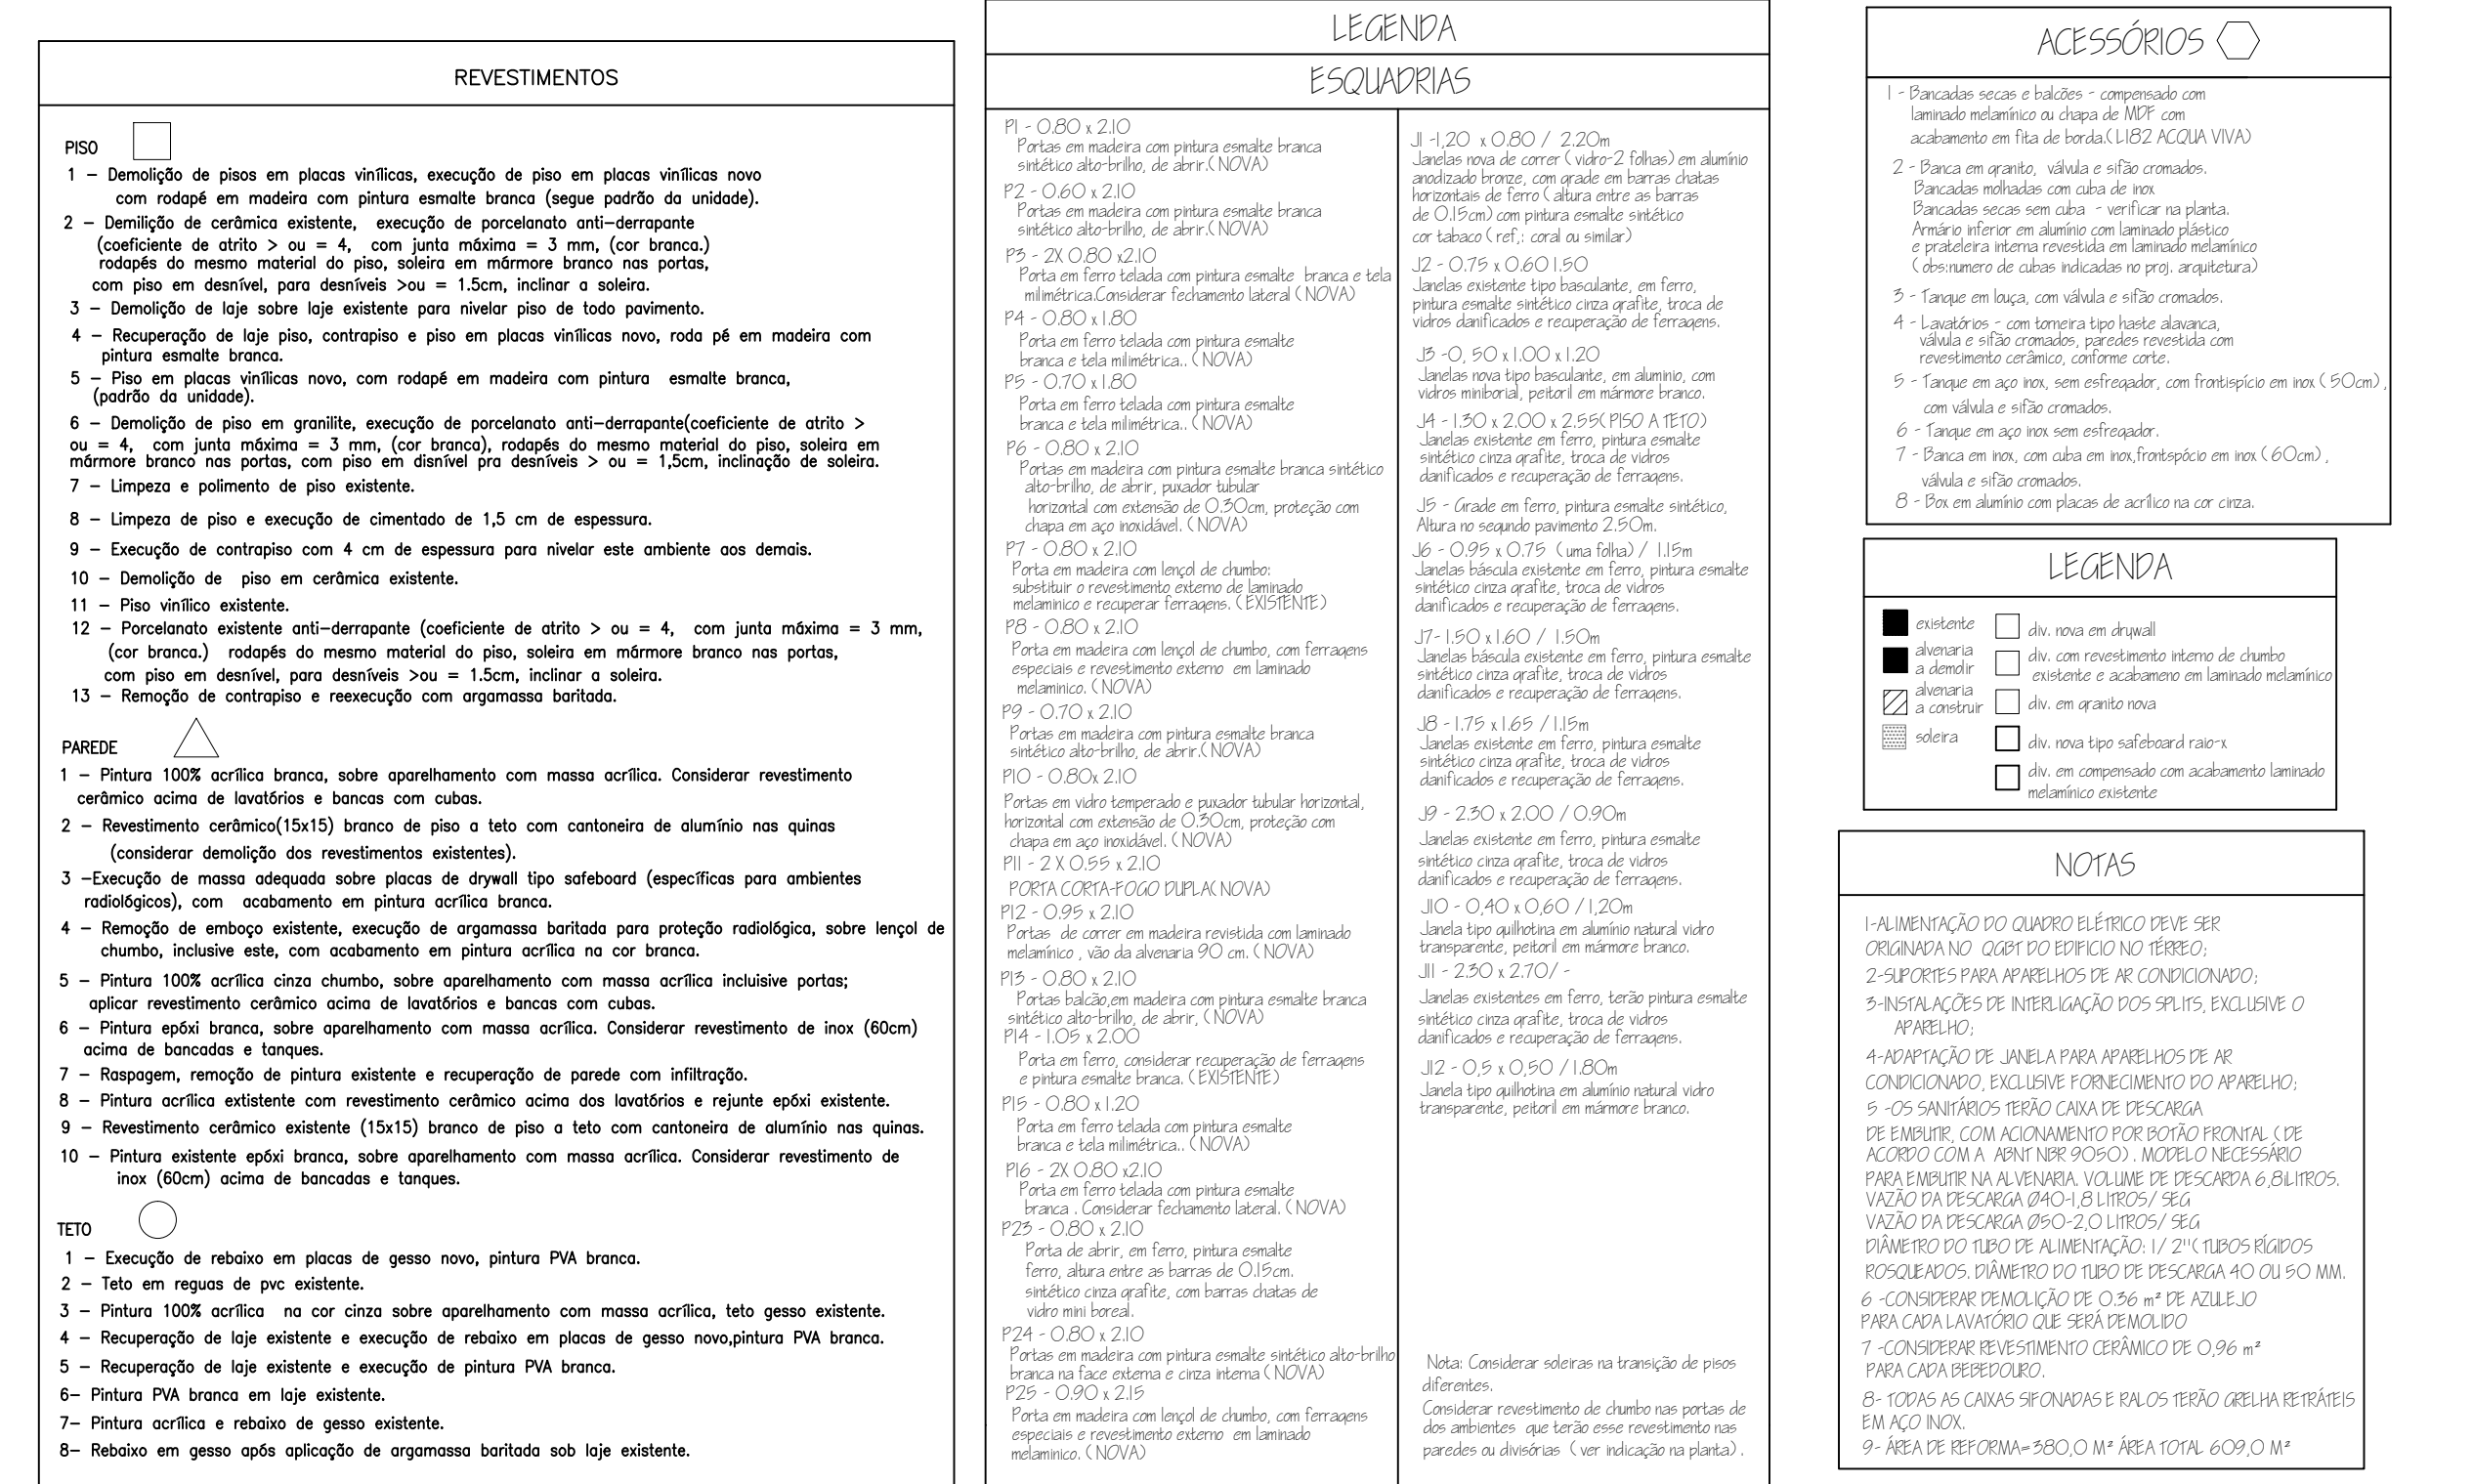 REVESTIMENTOS
PISO
1 – Demolição de pisos em placas vinílicas, execução de piso em placas vinílicas novo
com rodapé em madeira com pintura esmalte branca (segue padrão da unidade).
2 – Demilição de cerâmica existente, execução de porcelanato anti–derrapante
(coeficiente de atrito > ou = 4, com junta máxima = 3 mm, (cor branca.)
rodapés do mesmo material do piso, soleira em mármore branco nas portas,
com piso em desnível, para desníveis >ou = 1.5cm, inclinar a soleira.
3 – Demolição de laje sobre laje existente para nivelar piso de todo pavimento.
4 – Recuperação de laje piso, contrapiso e piso em placas vinílicas novo, roda pé em madeira com
pintura esmalte branca.
5 – Piso em placas vinílicas novo, com rodapé em madeira com pintura esmalte branca,
(padrão da unidade).
6 – Demolição de piso em granilite, execução de porcelanato anti–derrapante(coeficiente de atrito >
ou = 4, com junta máxima = 3 mm, (cor branca), rodapés do mesmo material do piso, soleira em
mármore branco nas portas, com piso em disnível pra desníveis > ou = 1,5cm, inclinação de soleira.
7 – Limpeza e polimento de piso existente.
8 – Limpeza de piso e execução de cimentado de 1,5 cm de espessura.
9 – Execução de contrapiso com 4 cm de espessura para nivelar este ambiente aos demais.
10 – Demolição de piso em cerâmica existente.
11 – Piso vinílico existente.
12 – Porcelanato existente anti–derrapante (coeficiente de atrito > ou = 4, com junta máxima = 3 mm,
(cor branca.) rodapés do mesmo material do piso, soleira em mármore branco nas portas,
com piso em desnível, para desníveis >ou = 1.5cm, inclinar a soleira.
13 – Remoção de contrapiso e reexecução com argamassa baritada.
PAREDE
1 – Pintura 100% acrílica branca, sobre aparelhamento com massa acrílica. Considerar revestimento
cerâmico acima de lavatórios e bancas com cubas.
2 – Revestimento cerâmico(15x15) branco de piso a teto com cantoneira de alumínio nas quinas
(considerar demolição dos revestimentos existentes).
3 –Execução de massa adequada sobre placas de drywall tipo safeboard (específicas para ambientes
radiológicos), com acabamento em pintura acrílica branca.
4 – Remoção de emboço existente, execução de argamassa baritada para proteção radiológica, sobre lençol de
chumbo, inclusive este, com acabamento em pintura acrílica na cor branca.
5 – Pintura 100% acrílica cinza chumbo, sobre aparelhamento com massa acrílica incluisive portas;
aplicar revestimento cerâmico acima de lavatórios e bancas com cubas.
6 – Pintura epóxi branca, sobre aparelhamento com massa acrílica. Considerar revestimento de inox (60cm)
acima de bancadas e tanques.
7 – Raspagem, remoção de pintura existente e recuperação de parede com infiltração.
8 – Pintura acrílica extistente com revestimento cerâmico acima dos lavatórios e rejunte epóxi existente.
9 – Revestimento cerâmico existente (15x15) branco de piso a teto com cantoneira de alumínio nas quinas.
10 – Pintura existente epóxi branca, sobre aparelhamento com massa acrílica. Considerar revestimento de
inox (60cm) acima de bancadas e tanques.
TETO
1 – Execução de rebaixo em placas de gesso novo, pintura PVA branca.
2 – Teto em reguas de pvc existente.
3 – Pintura 100% acrílica na cor cinza sobre aparelhamento com massa acrílica, teto gesso existente.
4 – Recuperação de laje existente e execução de rebaixo em placas de gesso novo,pintura PVA branca.
5 – Recuperação de laje existente e execução de pintura PVA branca.
6– Pintura PVA branca em laje existente.
7– Pintura acrílica e rebaixo de gesso existente.
8– Rebaixo em gesso após aplicação de argamassa baritada sob laje existente.
LEGENDA
ESQUADRIAS
P1 - 0.80 x 2.10
Portas em madeira com pintura esmalte branca
sintético alto-brilho, de abrir.(NOVA)
P2 - 0.60 x 2.10
Portas em madeira com pintura esmalte branca
sintético alto-brilho, de abrir.(NOVA)
P3 - 2X 0.80 x2.10
Porta em ferro telada com pintura esmalte branca e tela
milimétrica.Considerar fechamento lateral (NOVA)
P4 - 0.80 x 1.80
Porta em ferro telada com pintura esmalte
branca e tela milimétrica.. (NOVA)
P5 - 0.70 x 1.80
Porta em ferro telada com pintura esmalte
branca e tela milimétrica.. (NOVA)
P6 - 0.80 x 2.10
Portas em madeira com pintura esmalte branca sintético
alto-brilho, de abrir, puxador tubular
horizontal com extensão de 0.30cm, proteção com
chapa em aço inoxidável. (NOVA)
P7 - 0.80 x 2.10
Porta em madeira com lençol de chumbo:
substituir o revestimento externo de laminado
melaminico e recuperar ferragens. (EXISTENTE)
P8 - 0.80 x 2.10
Porta em madeira com lençol de chumbo, com ferragens
especiais e revestimento externo em laminado
melaminico. (NOVA)
P9 - 0.70 x 2.10
Portas em madeira com pintura esmalte branca
sintético alto-brilho, de abrir.(NOVA)
P10 - 0.80x 2.10
Portas em vidro temperado e puxador tubular horizontal,
horizontal com extensão de 0.30cm, proteção com
chapa em aço inoxidável. (NOVA)
P11 - 2 X 0.55 x 2.10
PORTA CORTA-FOGO DUPLA(NOVA)
P12 - 0.95 x 2.10
Portas de correr em madeira revistida com laminado
melamínico , vão da alvenaria 90 cm. (NOVA)
P13 - 0.80 x 2.10
Portas balcão,em madeira com pintura esmalte branca
sintético alto-brilho, de abrir, (NOVA)
P14 - 1.05 x 2.00
Porta em ferro, considerar recuperação de ferragens
e pintura esmalte branca. (EXISTENTE)
P15 - 0.80 x 1.20
Porta em ferro telada com pintura esmalte
branca e tela milimétrica.. (NOVA)
P16 - 2X 0.80 x2.10
Porta em ferro telada com pintura esmalte
branca . Considerar fechamento lateral. (NOVA)
P23 - 0.80 x 2.10
Porta de abrir, em ferro, pintura esmalte
ferro, altura entre as barras de 0.15cm.
sintético cinza grafite, com barras chatas de
vidro mini boreal.
P24 - 0.80 x 2.10
Portas em madeira com pintura esmalte sintético alto-brilho
branca na face externa e cinza interna (NOVA)
P25 - 0.90 x 2.15
Porta em madeira com lençol de chumbo, com ferragens
especiais e revestimento externo em laminado
melaminico. (NOVA)
J1 -1,20 x 0.80 / 2.20m
Janelas nova de correr (vidro-2 folhas) em alumínio
anodizado bronze, com grade em barras chatas
horizontais de ferro (altura entre as barras
de 0.15cm) com pintura esmalte sintético
cor tabaco (ref,: coral ou similar)
J2 - 0.75 x 0.60 1.50
Janelas existente tipo basculante, em ferro,
pintura esmalte sintético cinza grafite, troca de
vidros danificados e recuperação de ferragens.
J3 -0, 50 x 1.00 x 1.20
Janelas nova tipo basculante, em aluminio, com
vidros miniborial, peitoril em mármore branco.
J4 - 1.30 x 2.00 x 2.55(PISO A TETO)
Janelas existente em ferro, pintura esmalte
sintético cinza grafite, troca de vidros
danificados e recuperação de ferragens.
J5 - Grade em ferro, pintura esmalte sintético,
Altura no segundo pavimento 2.50m.
J6 - 0.95 x 0.75 (uma folha) / 1.15m
Janelas báscula existente em ferro, pintura esmalte
sintético cinza grafite, troca de vidros
danificados e recuperação de ferragens.
J7- 1.50 x 1.60 / 1.50m
Janelas báscula existente em ferro, pintura esmalte
sintético cinza grafite, troca de vidros
danificados e recuperação de ferragens.
J8 - 1.75 x 1.65 / 1.15m
Janelas existente em ferro, pintura esmalte
sintético cinza grafite, troca de vidros
danificados e recuperação de ferragens.
J9 - 2.30 x 2.00 / 0.90m
Janelas existente em ferro, pintura esmalte
sintético cinza grafite, troca de vidros
danificados e recuperação de ferragens.
J10 - 0,40 x 0,60 / 1,20m
Janela tipo guilhotina em alumínio natural vidro
transparente, peitoril em mármore branco.
J11 - 2.30 x 2.70/ -
Janelas existentes em ferro, terão pintura esmalte
sintético cinza grafite, troca de vidros
danificados e recuperação de ferragens.
J12 - 0,5 x 0,50 / 1.80m
Janela tipo guilhotina em alumínio natural vidro
transparente, peitoril em mármore branco.
Nota: Considerar soleiras na transição de pisos
diferentes.
Considerar revestimento de chumbo nas portas de
dos ambientes que terão esse revestimento nas
paredes ou divisórias (ver indicação na planta) .
ACESSÓRIOS
1 - Bancadas secas e balcões - compensado com
laminado melamínico ou chapa de MDF com
acabamento em fita de borda.(L182 ACQUA VIVA)
2 - Banca em granito, válvula e sifão cromados.
Bancadas molhadas com cuba de inox
Bancadas secas sem cuba - verificar na planta.
Armário inferior em alumínio com laminado plástico
e prateleira interna revestida em laminado melamínico
(obs:numero de cubas indicadas no proj. arquitetura)
3 - Tanque em louça, com válvula e sifão cromados.
4 - Lavatórios - com torneira tipo haste alavanca,
válvula e sifão cromados, paredes revestida com
revestimento cerâmico, conforme corte.
5 - Tanque em aço inox, sem esfregador, com frontispício em inox (50cm),
com válvula e sifão cromados.
6 - Tanque em aço inox sem esfregador.
7 - Banca em inox, com cuba em inox,frontspócio em inox (60cm) ,
válvula e sifão cromados.
8 - Box em alumínio com placas de acrílico na cor cinza.
LEGENDA
existente
alvenaria
a demolir
alvenaria
a construir
soleira
div. nova em drywall
div. com revestimento interno de chumbo
existente e acabameno em laminado melamínico
div. em granito nova
div. nova tipo safeboard raio-x
div. em compensado com acabamento laminado
melamínico existente
NOTAS
1-ALIMENTAÇÃO DO QUADRO ELÉTRICO DEVE SER
ORIGINADA NO QGBT DO EDIFICIO NO TÉRREO;
2-SUPORTES PARA APARELHOS DE AR CONDICIONADO;
3-INSTALAÇÕES DE INTERLIGAÇÃO DOS SPLITS, EXCLUSIVE O
APARELHO;
4-ADAPTAÇÃO DE JANELA PARA APARELHOS DE AR
CONDICIONADO, EXCLUSIVE FORNECIMENTO DO APARELHO;
5 -OS SANITÁRIOS TERÃO CAIXA DE DESCARGA
DE EMBUTIR, COM ACIONAMENTO POR BOTÃO FRONTAL (DE
ACORDO COM A ABNT NBR 9050) . MODELO NECESSÁRIO
PARA EMBUTIR NA ALVENARIA. VOLUME DE DESCARDA 6,8iLITROS.
VAZÃO DA DESCARGA Ø40-1,8 LITROS/ SEG
VAZÃO DA DESCARGA Ø50-2,0 LITROS/ SEG
DIÂMETRO DO TUBO DE ALIMENTAÇÃO: 1/ 2''(TUBOS RÍGIDOS
ROSQUEADOS. DIÂMETRO DO TUBO DE DESCARGA 40 OU 50 MM.
6 -CONSIDERAR DEMOLIÇÃO DE 0.36 m² DE AZULEJO
PARA CADA LAVATÓRIO QUE SERÁ DEMOLIDO
7 -CONSIDERAR REVESTIMENTO CERÂMICO DE 0,96 m²
PARA CADA BEBEDOURO.
8- TODAS AS CAIXAS SIFONADAS E RALOS TERÃO GRELHA RETRÁTEIS
EM AÇO INOX.
9- ÁREA DE REFORMA=380,0 M² ÁREA TOTAL 609,0 M²